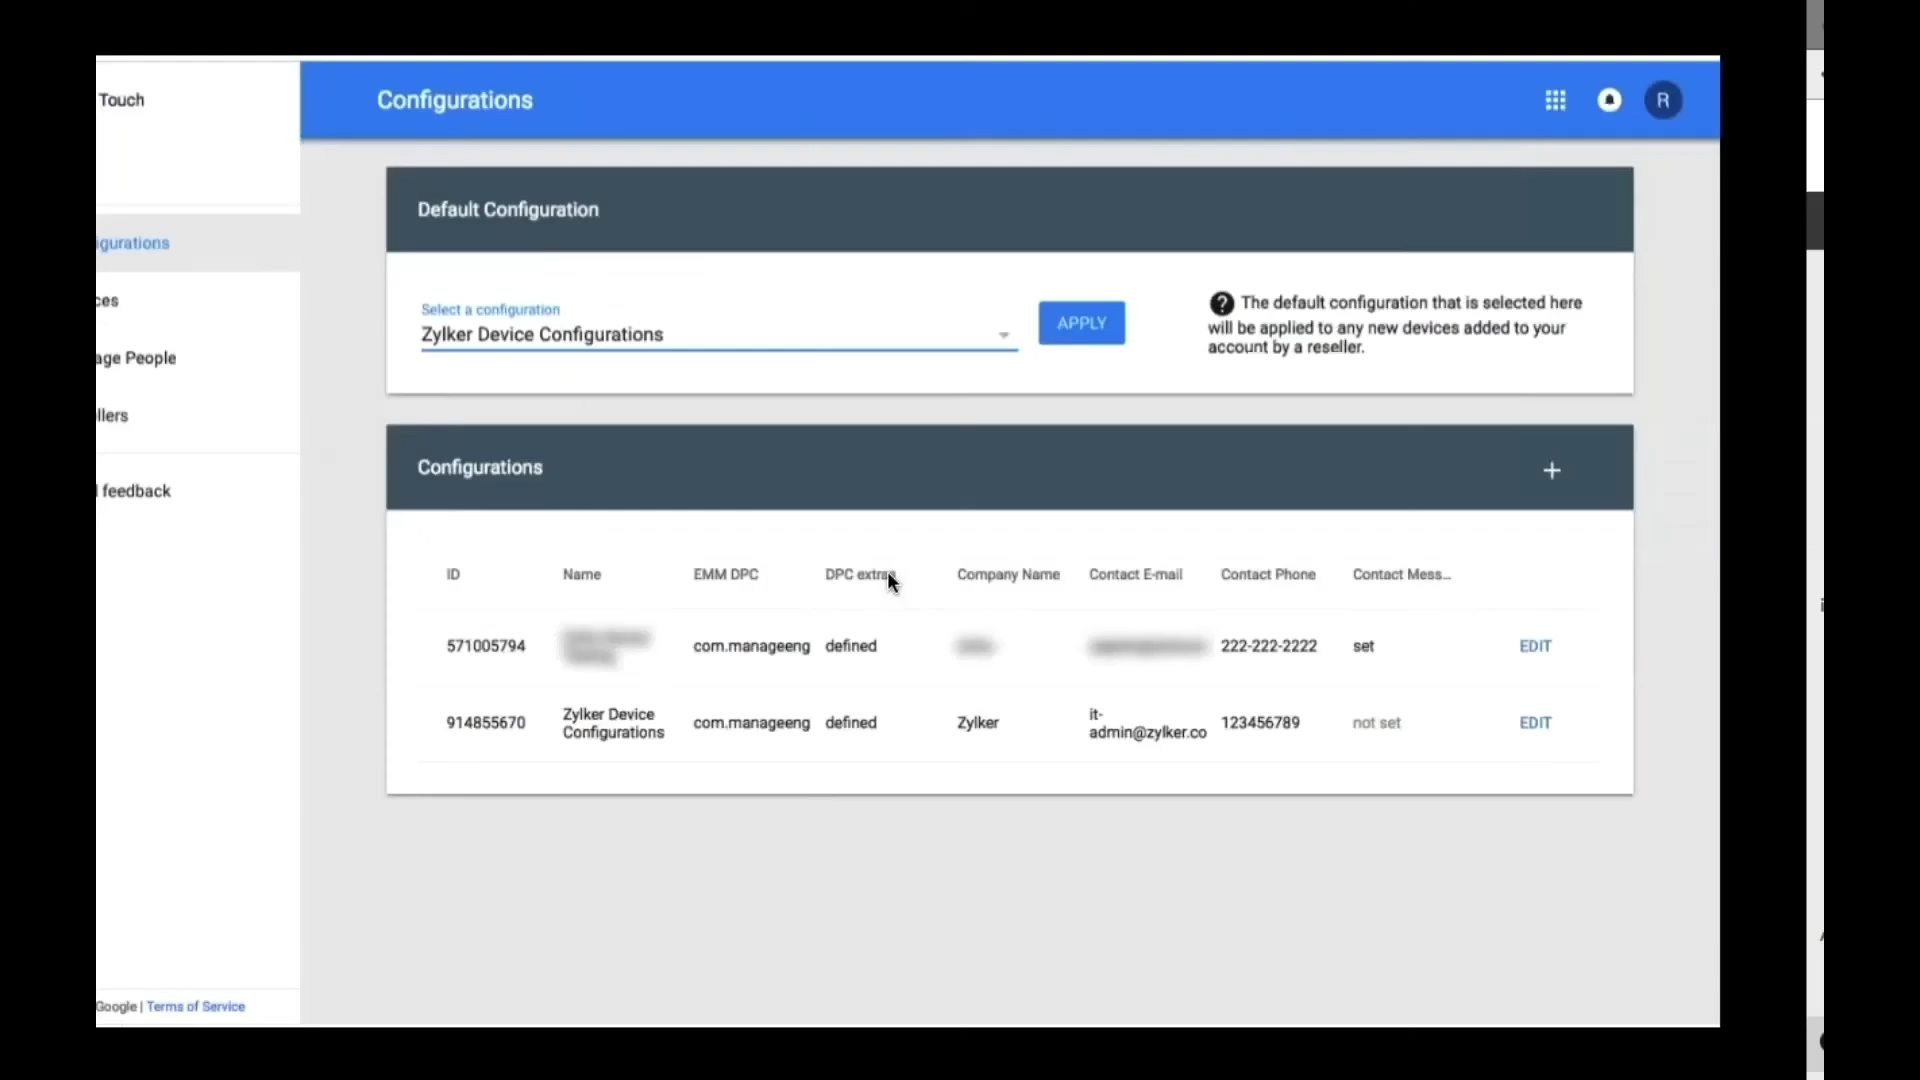 Touch
Configurations
R
igurations
ces
age People
llers
feedback
Google | Terms of Service
Default Configuration
Select a configuration
Zylker Device Configurations
APPLY
? The default configuration that is selected here
will be applied to any new devices added to your
account by a reseller.
Configurations
+
ID Name EMM DPC DPC extras Company Name Contact E-mail Contact Phone Contact Mess...
571005794 com.manageeng defined 222-222-2222 set EDIT
914855670 Zylker Device Configurations com.manageeng defined Zylker it-admin@zylker.co 123456789 not set EDIT